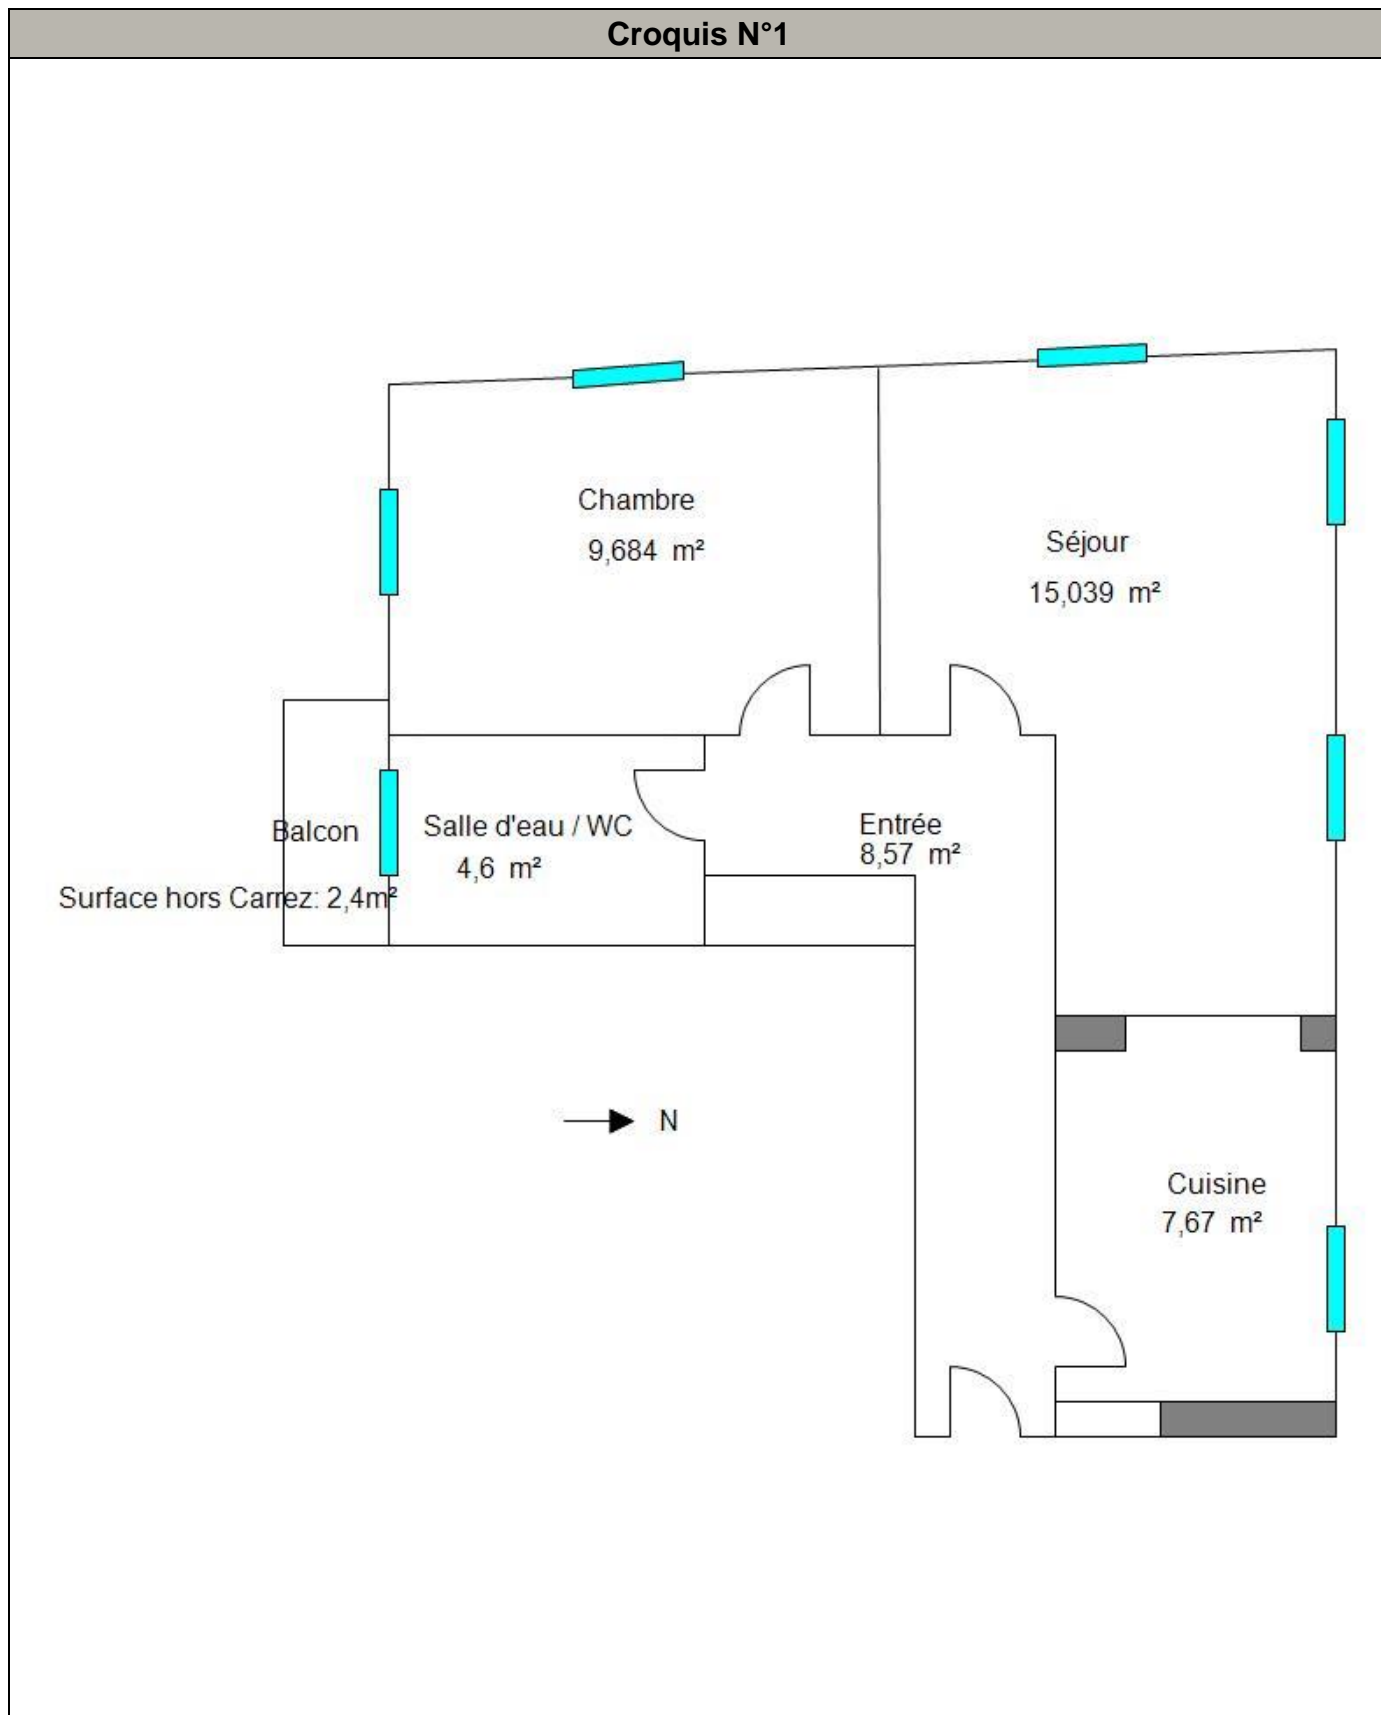 Croquis N°1
Chambre
9,684 m²
Séjour
15,039 m²
Balcon
Surface hors Carrez: 2,4m²
Salle d'eau / WC
4,6 m²
Entrée
8,57 m²
N
Cuisine
7,67 m²